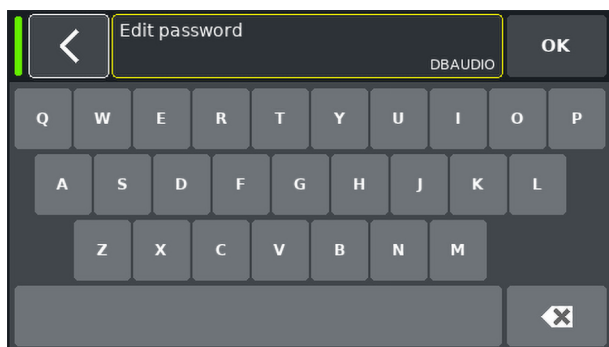 Edit password
OK
DBAUDIO
Q W E R T Y U I O P
A S D F G H J K L
Z X C V B N M